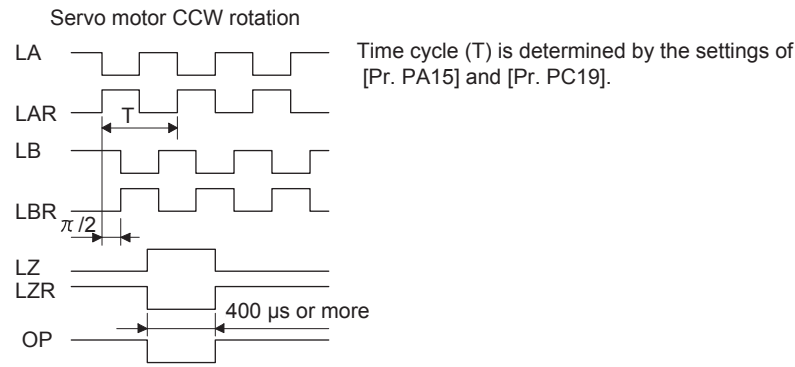 Servo motor CCW rotation
LA
Time cycle (T) is determined by the settings of
[Pr. PA15] and [Pr. PC19].
LAR
T
LB
LBR
π/2
LZ
LZR
400 μs or more
OP